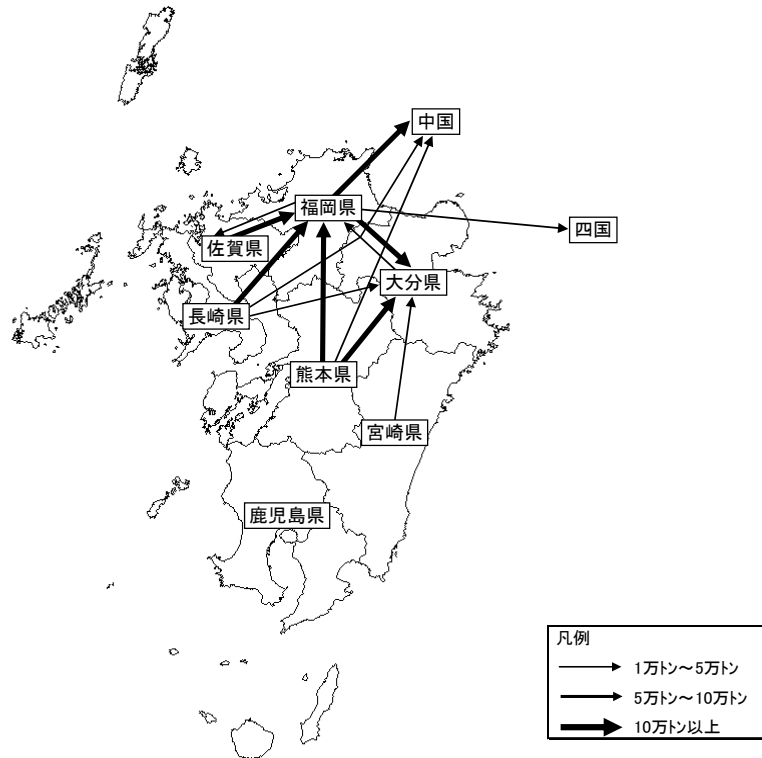 中国
福岡県
四国
佐賀県
大分県
長崎県
熊本県
宮崎県
鹿児島県
凡例
1万トン～5万トン
5万トン～10万トン
10万トン以上